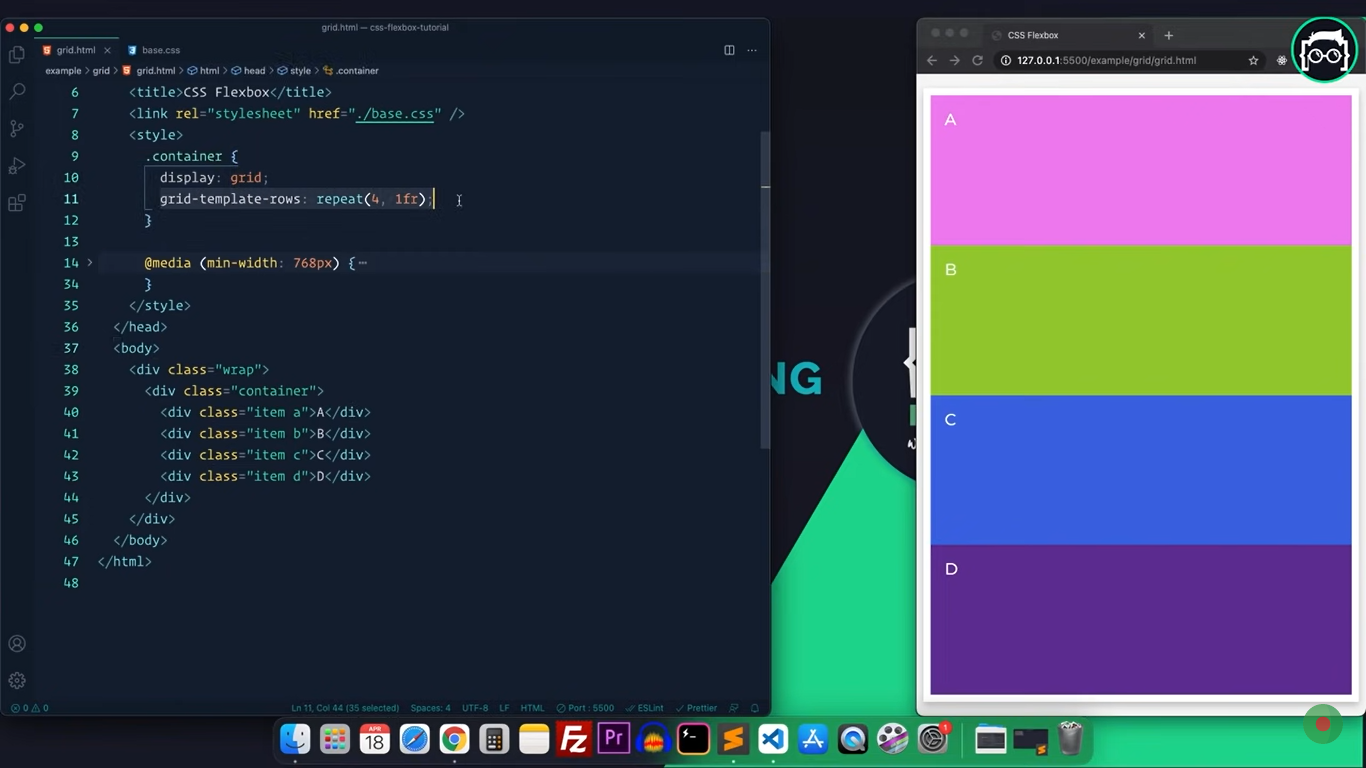 grid.html — css-flexbox-tutorial
grid.html
base.css
example > grid > grid.html > html > head > style > .container
6 <title>CSS Flexbox</title>
7 <link rel="stylesheet" href="./base.css" />
8 <style>
9 .container {
10 display: grid;
11 grid-template-rows: repeat(4, 1fr);
12 }
13
14 @media (min-width: 768px) {
34 }
35 </style>
36 </head>
37 <body>
38 <div class="wrap">
39 <div class="container">
40 <div class="item a">A</div>
41 <div class="item b">B</div>
42 <div class="item c">C</div>
43 <div class="item d">D</div>
44 </div>
45 </div>
46 </body>
47 </html>
48
0 0 Ln 11, Col 44 (35 selected) Spaces: 4 UTF-8 LF HTML Port : 5500 ESLint Prettier
NG
CSS Flexbox
127.0.0.1:5500/example/grid/grid.html
A
B
C
D
APR
18
Fz
Pr
1